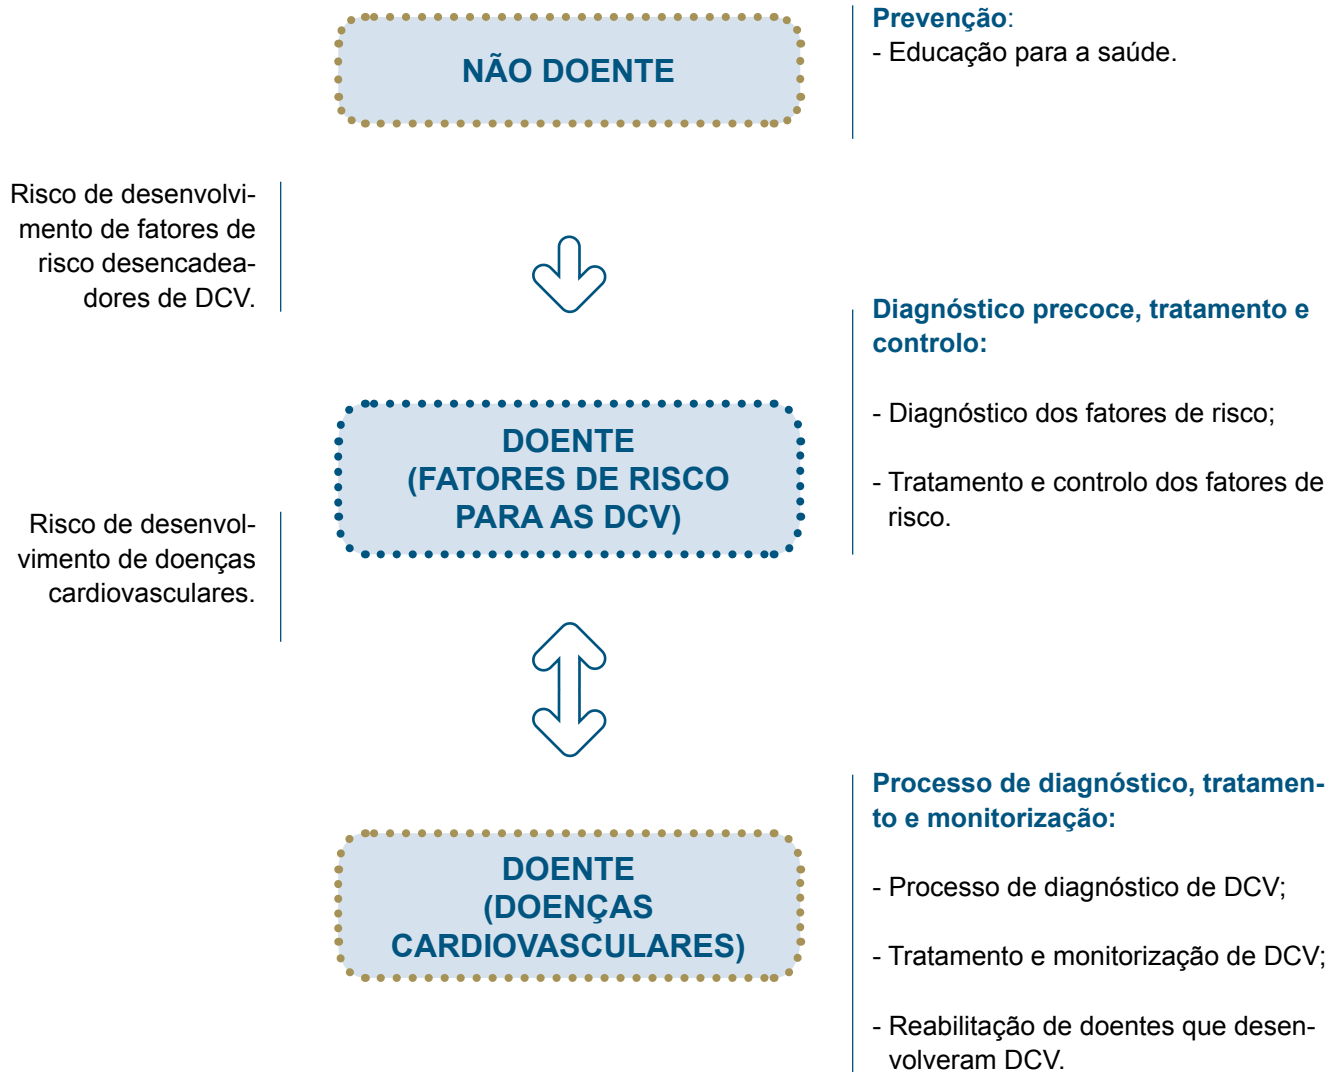 NÃO DOENTE
Prevenção:
- Educação para a saúde.
Risco de desenvolvi-
mento de fatores de
risco desencadea-
dores de DCV.
DOENTE
(FATORES DE RISCO
PARA AS DCV)
Diagnóstico precoce, tratamento e
controlo:
- Diagnóstico dos fatores de risco;
- Tratamento e controlo dos fatores de
risco.
Risco de desenvol-
vimento de doenças
cardiovasculares.
DOENTE
(DOENÇAS
CARDIOVASCULARES)
Processo de diagnóstico, tratamen-
to e monitorização:
- Processo de diagnóstico de DCV;
- Tratamento e monitorização de DCV;
- Reabilitação de doentes que desen-
volveram DCV.